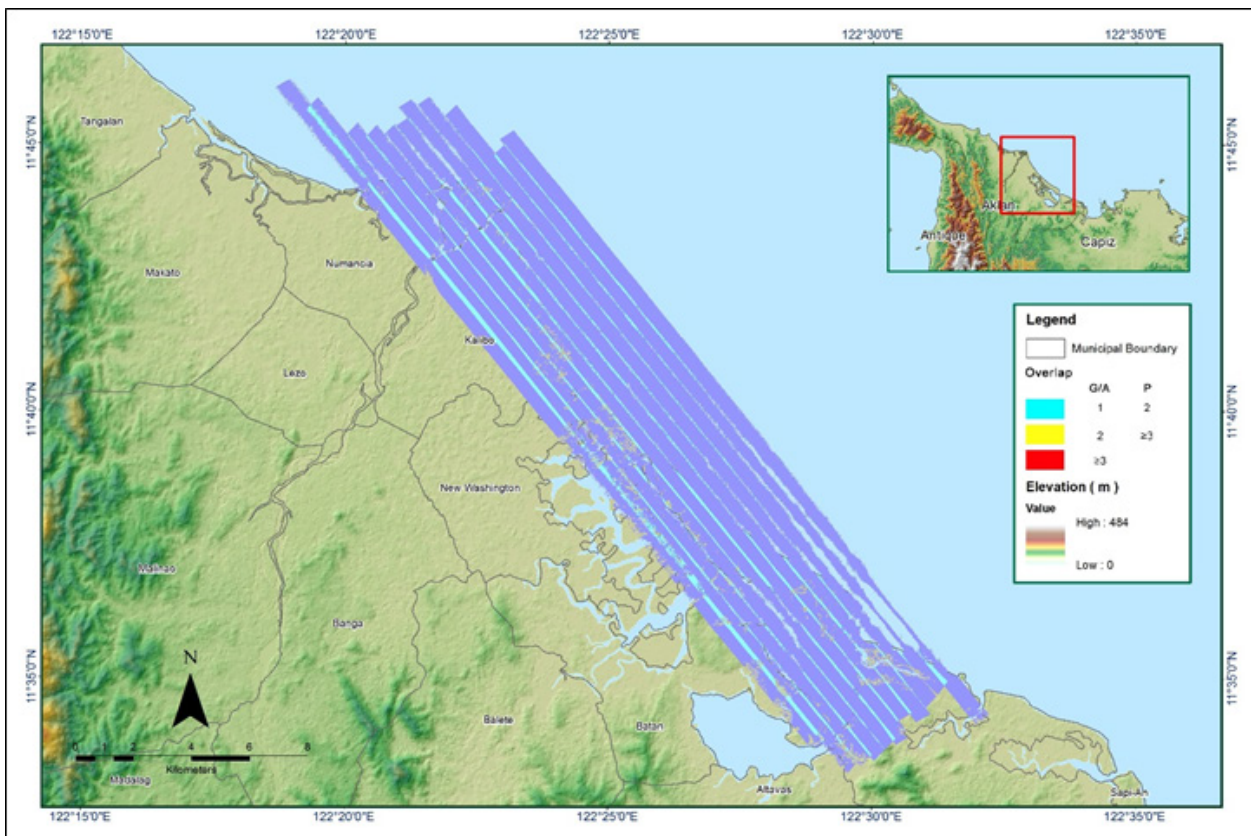 122°15'0"E 122°20'0"E 122°25'0"E 122°30'0"E 122°35'0"E
11°45'0"N
11°45'0"N
Tangalan
Makato
Numancia
Kalibo
Lezo
11°40'0"N
11°40'0"N
New Washington
Malinao
Banga
Balete
Batan
Altavas
Sapi-An
Madalag
11°35'0"N
11°35'0"N
Aklan
Antique
Capiz
Legend
Municipal Boundary
Overlap
G/A P
1 2
2 ≥3
≥3
Elevation ( m )
Value
High : 484
Low : 0
N
0 1 2 4 6 8
Kilometers
122°15'0"E 122°20'0"E 122°25'0"E 122°30'0"E 122°35'0"E